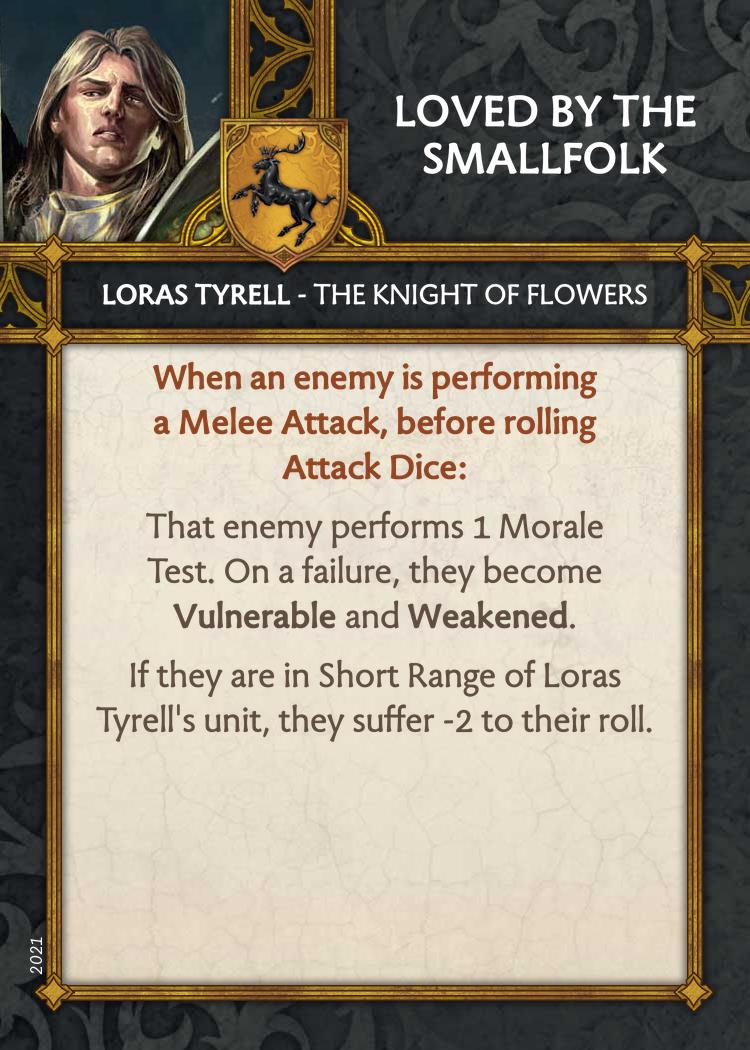 LOVED BY THE
SMALLFOLK
LORAS TYRELL - THE KNIGHT OF FLOWERS
When an enemy is performing
a Melee Attack, before rolling
Attack Dice:
That enemy performs 1 Morale
Test. On a failure, they become
Vulnerable and Weakened.
If they are in Short Range of Loras
Tyrell's unit, they suffer -2 to their roll.
2021